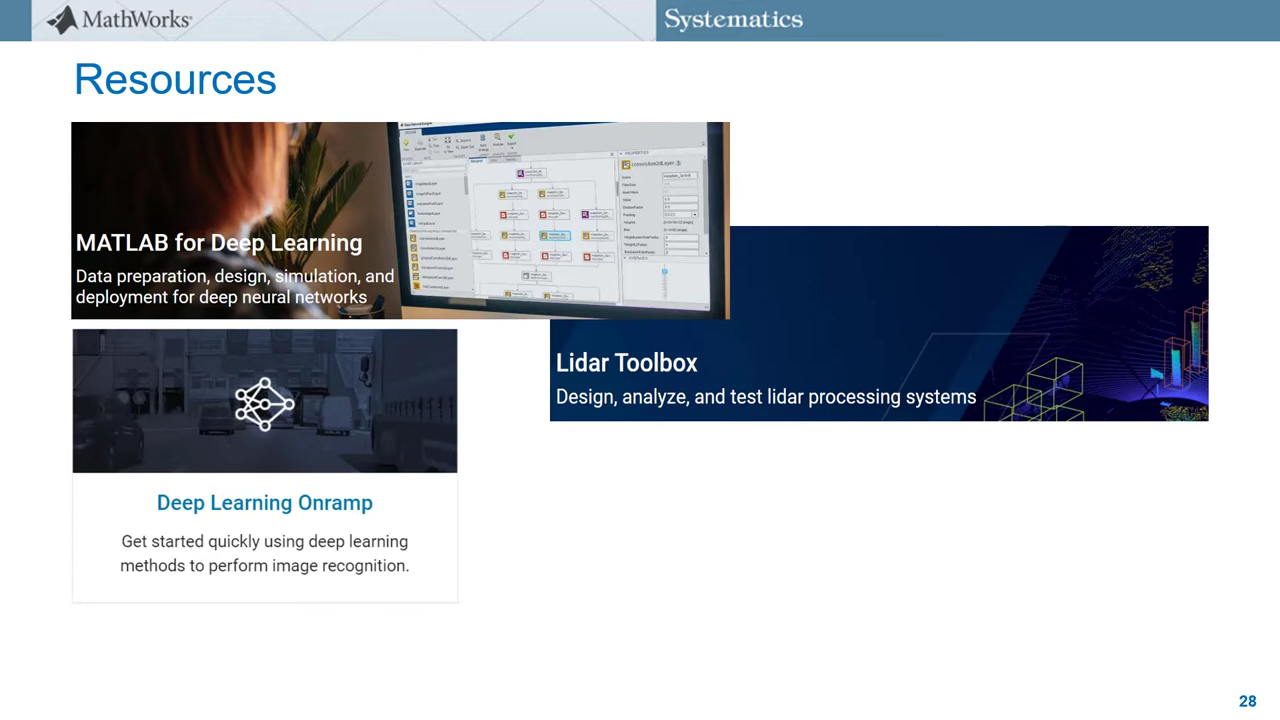 MathWorks®
Systematics
Resources
MATLAB for Deep Learning
Data preparation, design, simulation, and
deployment for deep neural networks
Lidar Toolbox
Design, analyze, and test lidar processing systems
Deep Learning Onramp
Get started quickly using deep learning
methods to perform image recognition.
28